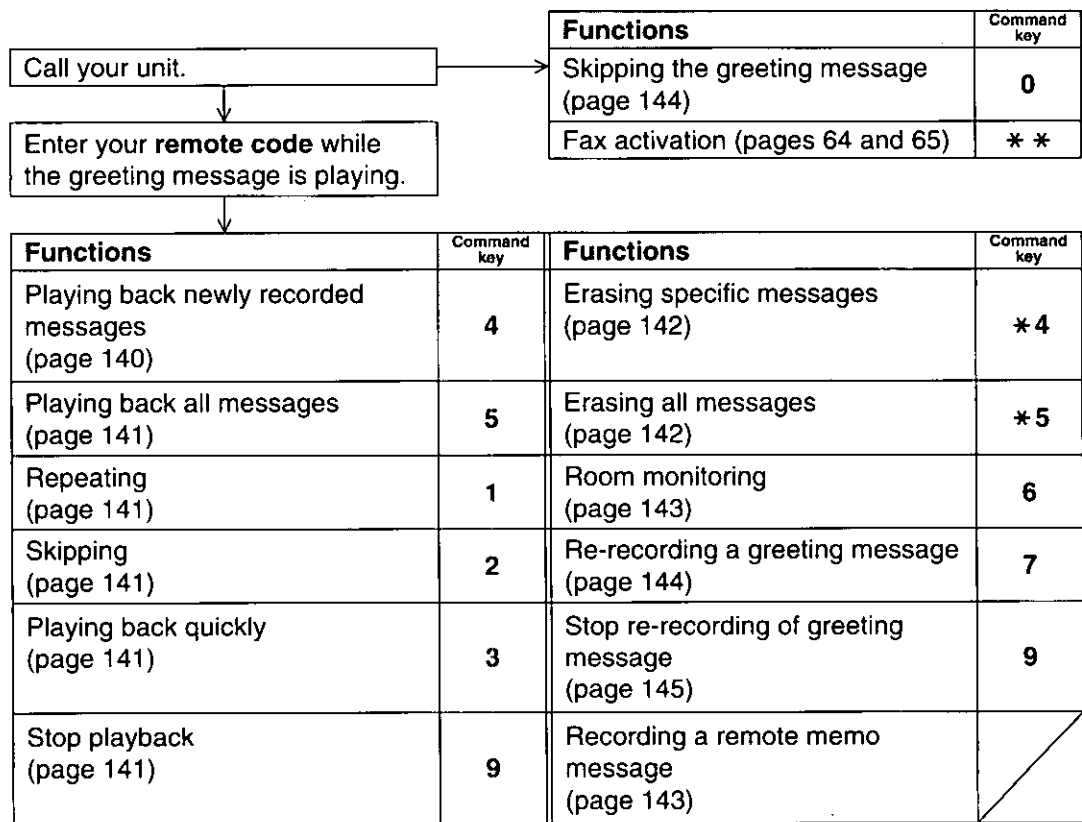 Call your unit.
Enter your remote code while
the greeting message is playing.
Functions
Command
key
Skipping the greeting message
(page 144)
0
Fax activation (pages 64 and 65)
**
Functions
Command
key
Playing back newly recorded
messages
(page 140)
4
Playing back all messages
(page 141)
5
Repeating
(page 141)
1
Skipping
(page 141)
2
Playing back quickly
(page 141)
3
Stop playback
(page 141)
9
Functions
Command
key
Erasing specific messages
(page 142)
*4
Erasing all messages
(page 142)
*5
Room monitoring
(page 143)
6
Re-recording a greeting message
(page 144)
7
Stop re-recording of greeting
message
(page 145)
9
Recording a remote memo
message
(page 143)